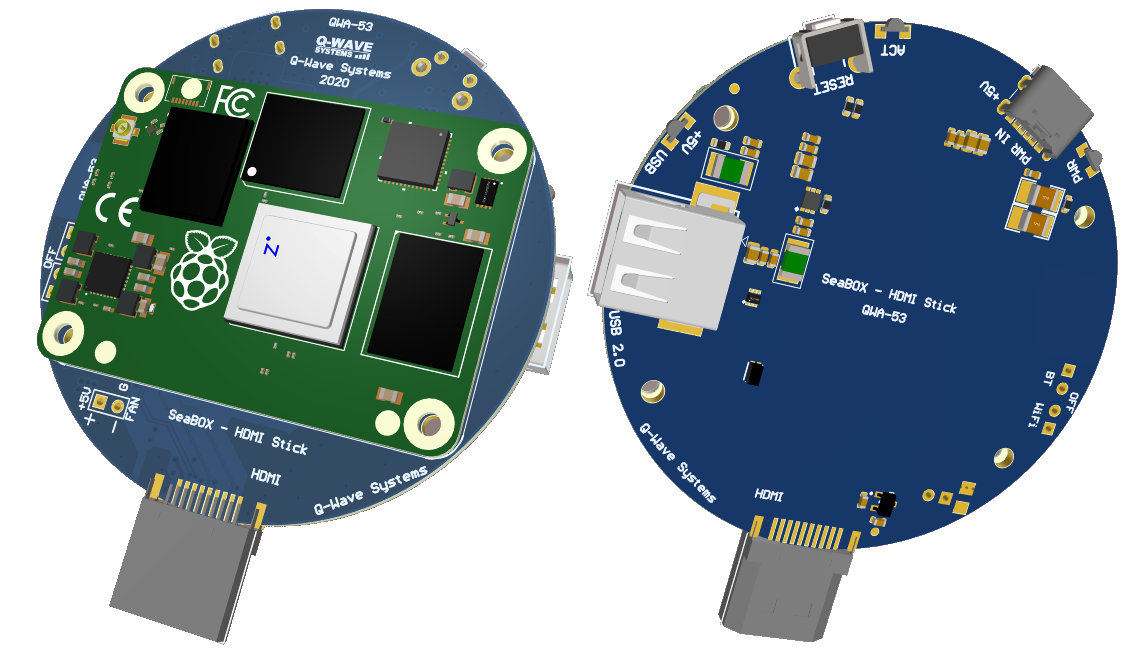 QWA-53
Q-WAVE
SYSTEMS
Q-Wave Systems
2020
FC
QWA-53
CE
OFF
Z
+5V
G
FAN
+
-
SeaBOX - HDMI Stick
HDMI
Q-Wave Systems
ACT
RESET
+5V
PWR IN
PWR
+5V
USB
SeaBOX - HDMI Stick
QWA-53
USB 2.0
BT
OFF
WiFi
Q-Wave Systems
HDMI